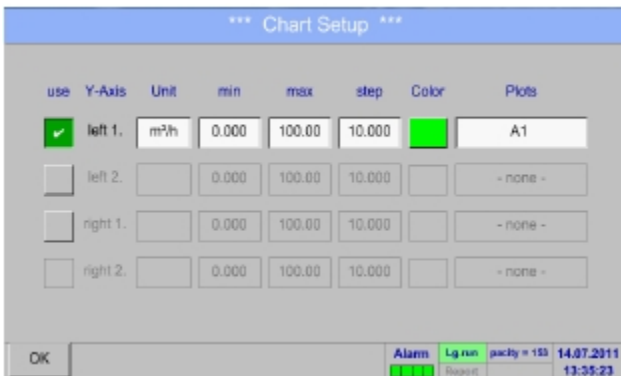 *** Chart Setup ***
use Y-Axis Unit min max step Color Plots
left 1. m³/h 0.000 100.00 10.000 A1
left 2. 0.000 100.00 10.000 - none -
right 1. 0.000 100.00 10.000 - none -
right 2. 0.000 100.00 10.000 - none -
OK Alarm Lg.run pacity = 153 14.07.2011
Report 13:35:23